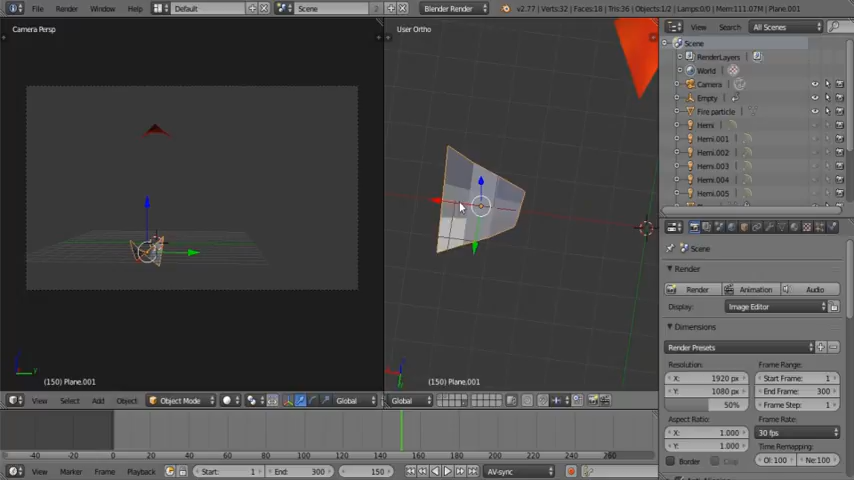 File Render Window Help Default Scene Blender Render v2.77 | Verts:32 | Faces:18 | Tris:36 | Objects:1/2 | Lamps:0/0 | Mem:111.07M | Plane.001
Camera Persp
User Ortho
View Search All Scenes
Scene
RenderLayers
World
Camera
Empty
Fire particle
Hemi
Hemi.001
Hemi.002
Hemi.003
Hemi.004
Hemi.005
Scene
Render
Render Animation Audio
Display: Image Editor
Dimensions
Render Presets
Resolution: Frame Range:
X: 1920 px Start Frame: 1
Y: 1080 px End Frame: 300
50% Frame Step: 1
Aspect Ratio: Frame Rate:
X: 1.000 30 fps
Y: 1.000 Time Remapping:
Border Crop Ol: 100 Ne:100
(150) Plane.001
(150) Plane.001
View Select Add Object Object Mode Global
Global
-40 -20 0 20 40 60 80 100 120 140 160 180 200 220 240 260
View Marker Frame Playback Start: 1 End: 300 150 AV-sync